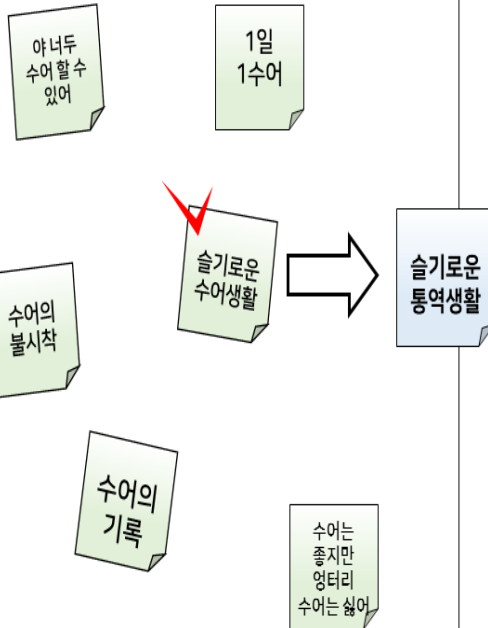 야 너두
수어 할 수
있어
1일
1수어
슬기로운
수어생활
슬기로운
통역생활
수어의
불시착
수어의
기록
수어는
좋지만
엉터리
수어는 싫어